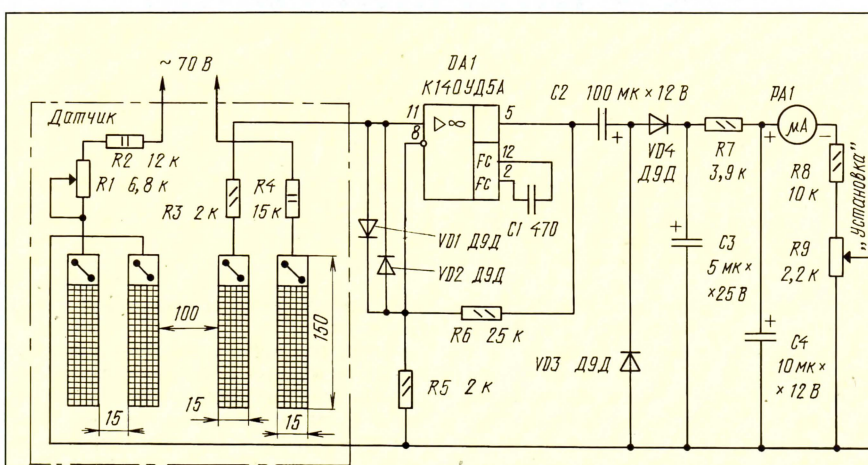 ~ 70 В
Датчик
R2 12 к
R1 6,8 к
R3 2 к
R4
15 к
100
150
15
15
15
DA1
К140УД5А
11
8
▷ ∞
5
FC
12
FC
2
C1 470
VD1 Д9Д
VD2 Д9Д
R6 25 к
R5 2 к
C2 100 мк × 12 В
+
VD4
Д9Д
VD3 Д9Д
R7
3,9 к
+
C3
5 мк ×
× 25 В
PA1
μA
+
–
R8
10 к
R9
2,2 к
„Установка"
+
C4
10 мк ×
× 12 В